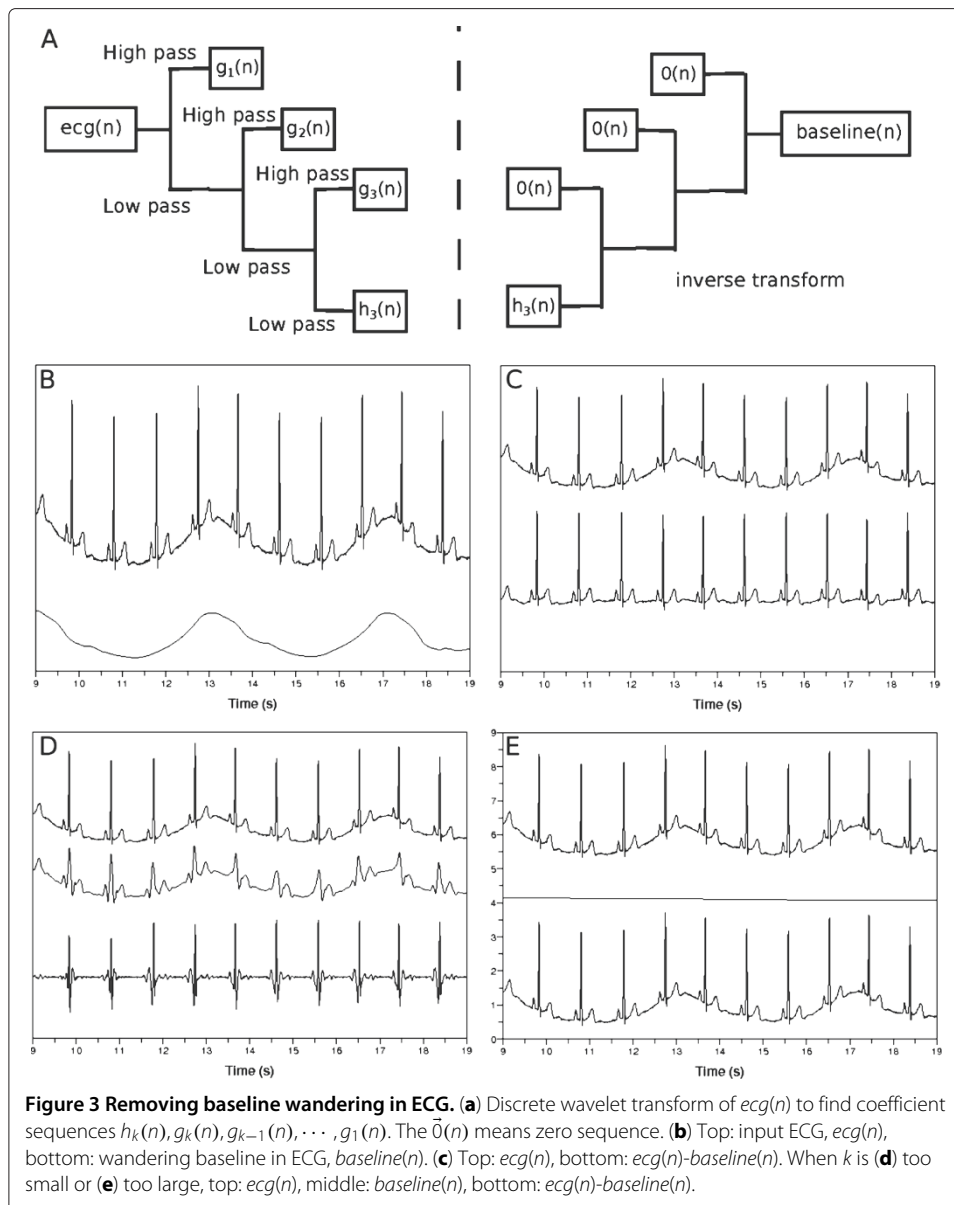 A
High pass
g1(n)
ecg(n)
High pass
g2(n)
High pass
g3(n)
Low pass
Low pass
Low pass
h3(n)
0(n)
0(n)
baseline(n)
0(n)
inverse transform
h3(n)
B
9 10 11 12 13 14 15 16 17 18 19
Time (s)
C
9 10 11 12 13 14 15 16 17 18 19
Time (s)
D
9 10 11 12 13 14 15 16 17 18 19
Time (s)
E
9
8
7
6
5
4
3
2
1
0
9 10 11 12 13 14 15 16 17 18 19
Time (s)
Figure 3 Removing baseline wandering in ECG. (a) Discrete wavelet transform of ecg(n) to find coefficient
sequences hₖ(n), gₖ(n), gₖ₋₁(n), ⋯ , g₁(n). The 0⃗(n) means zero sequence. (b) Top: input ECG, ecg(n),
bottom: wandering baseline in ECG, baseline(n). (c) Top: ecg(n), bottom: ecg(n)-baseline(n). When k is (d) too
small or (e) too large, top: ecg(n), middle: baseline(n), bottom: ecg(n)-baseline(n).